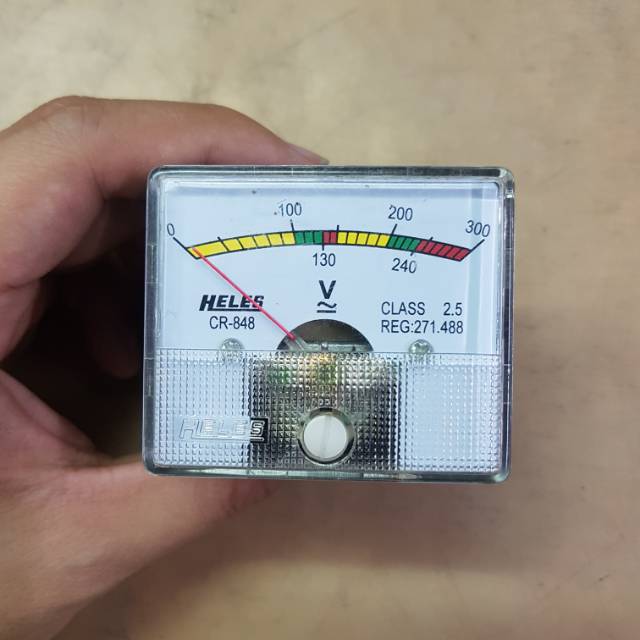 0 100 200 300
130 240
V
HELES
CR-848
CLASS 2.5
REG:271.488
HELES